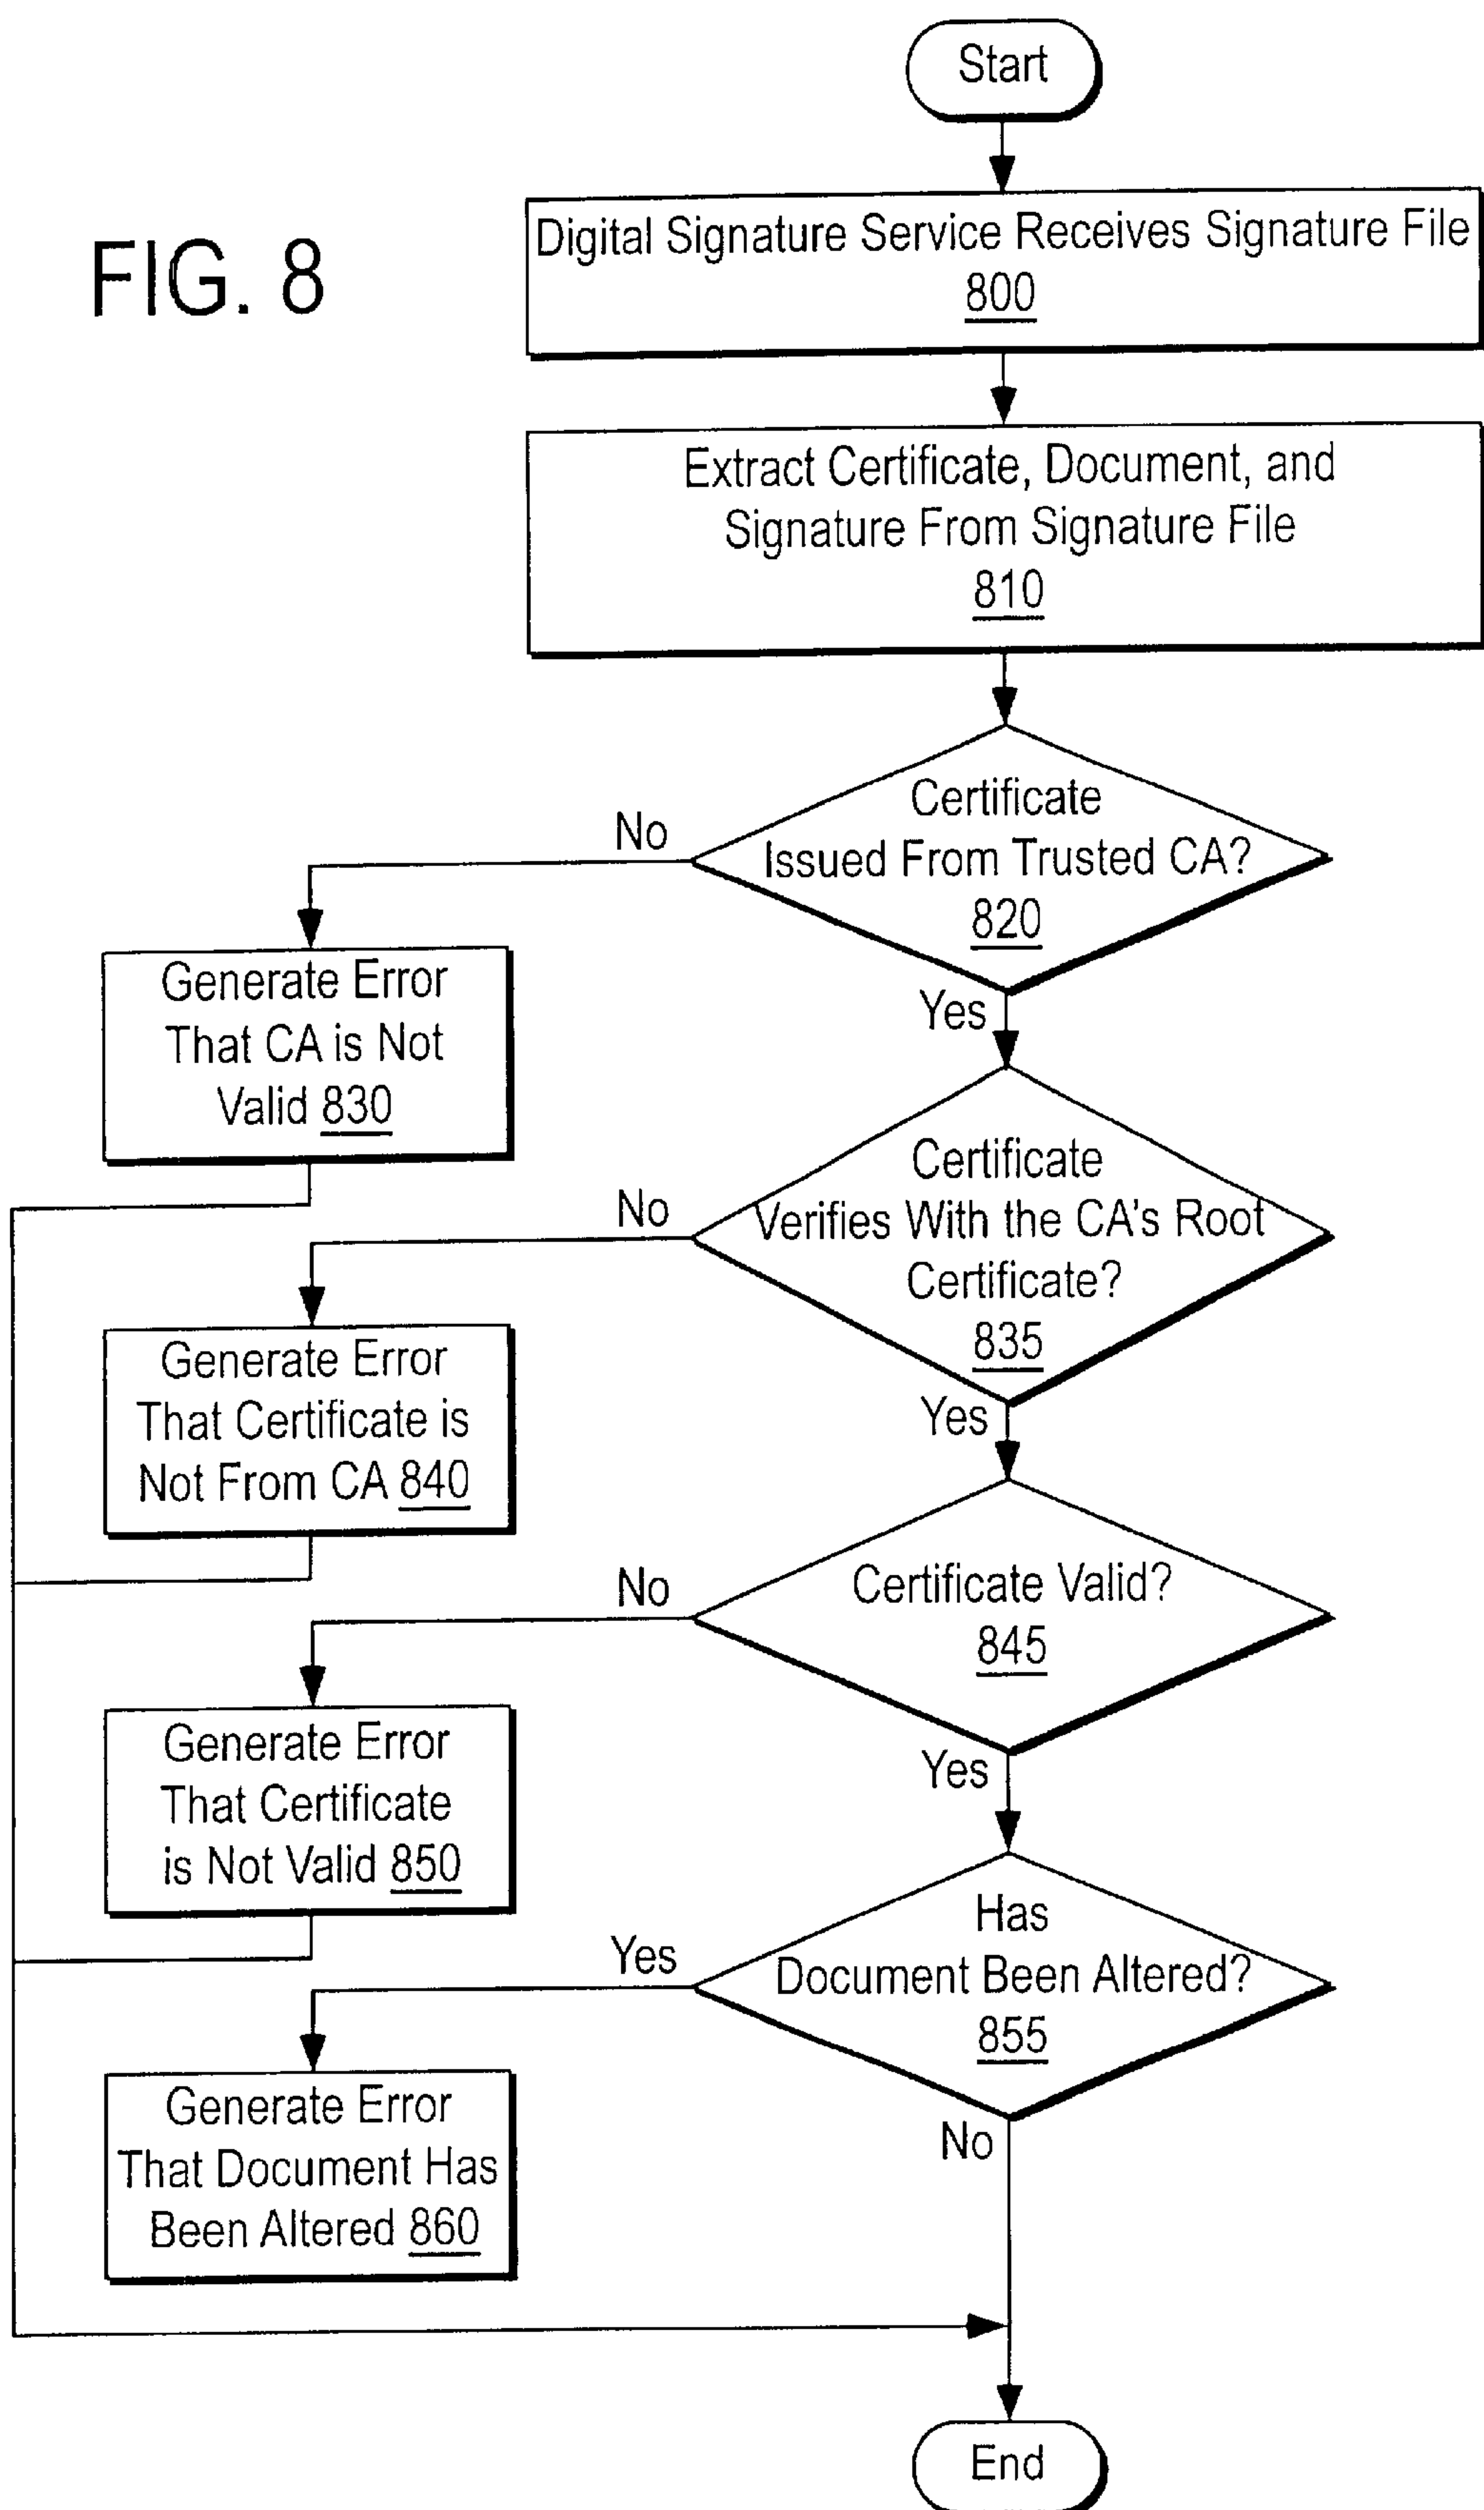 Start
FIG. 8
Digital Signature Service Receives Signature File
800
Extract Certificate, Document, and
Signature From Signature File
810
Certificate
Issued From Trusted CA?
820
No
Yes
Generate Error
That CA is Not
Valid 830
Certificate
Verifies With the CA's Root
Certificate?
835
No
Yes
Generate Error
That Certificate is
Not From CA 840
Certificate Valid?
845
No
Yes
Generate Error
That Certificate
is Not Valid 850
Has
Document Been Altered?
855
Yes
No
Generate Error
That Document Has
Been Altered 860
End